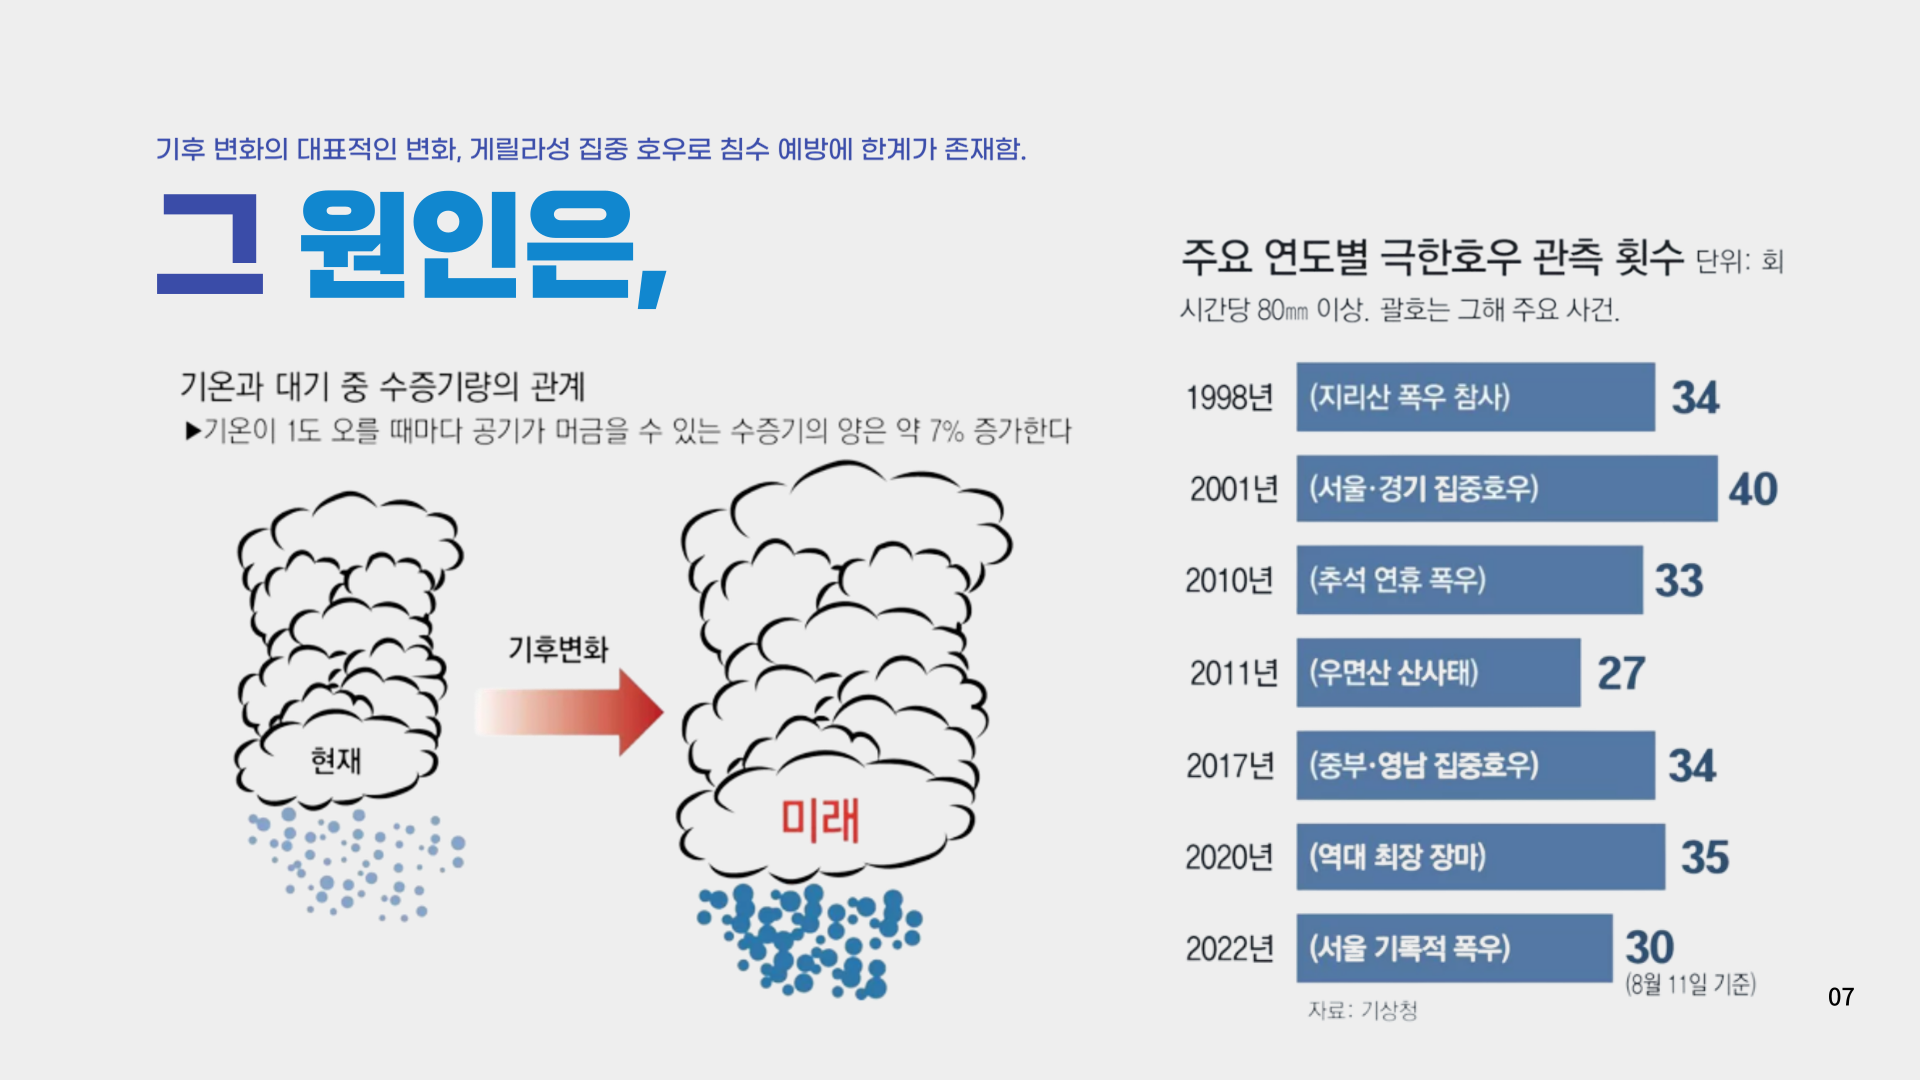 기후 변화의 대표적인 변화, 게릴라성 집중 호우로 침수 예방에 한계가 존재함.
그 원인은,
기온과 대기 중 수증기량의 관계
▶기온이 1도 오를 때마다 공기가 머금을 수 있는 수증기의 양은 약 7% 증가한다
기후변화
현재
미래
주요 연도별 극한호우 관측 횟수 단위: 회
시간당 80㎜ 이상. 괄호는 그해 주요 사건.
1998년 (지리산 폭우 참사) 34
2001년 (서울·경기 집중호우) 40
2010년 (추석 연휴 폭우) 33
2011년 (우면산 산사태) 27
2017년 (중부·영남 집중호우) 34
2020년 (역대 최장 장마) 35
2022년 (서울 기록적 폭우) 30
(8월 11일 기준)
자료: 기상청
07